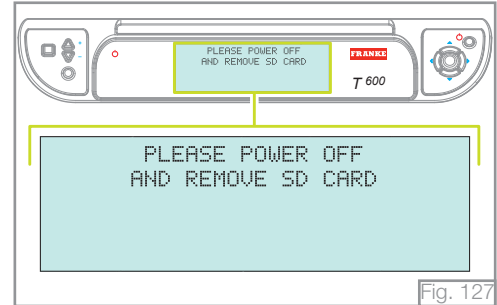 PLEASE POWER OFF
AND REMOVE SD CARD
FRANKE
T 600
PLEASE POWER OFF
AND REMOVE SD CARD
Fig. 127